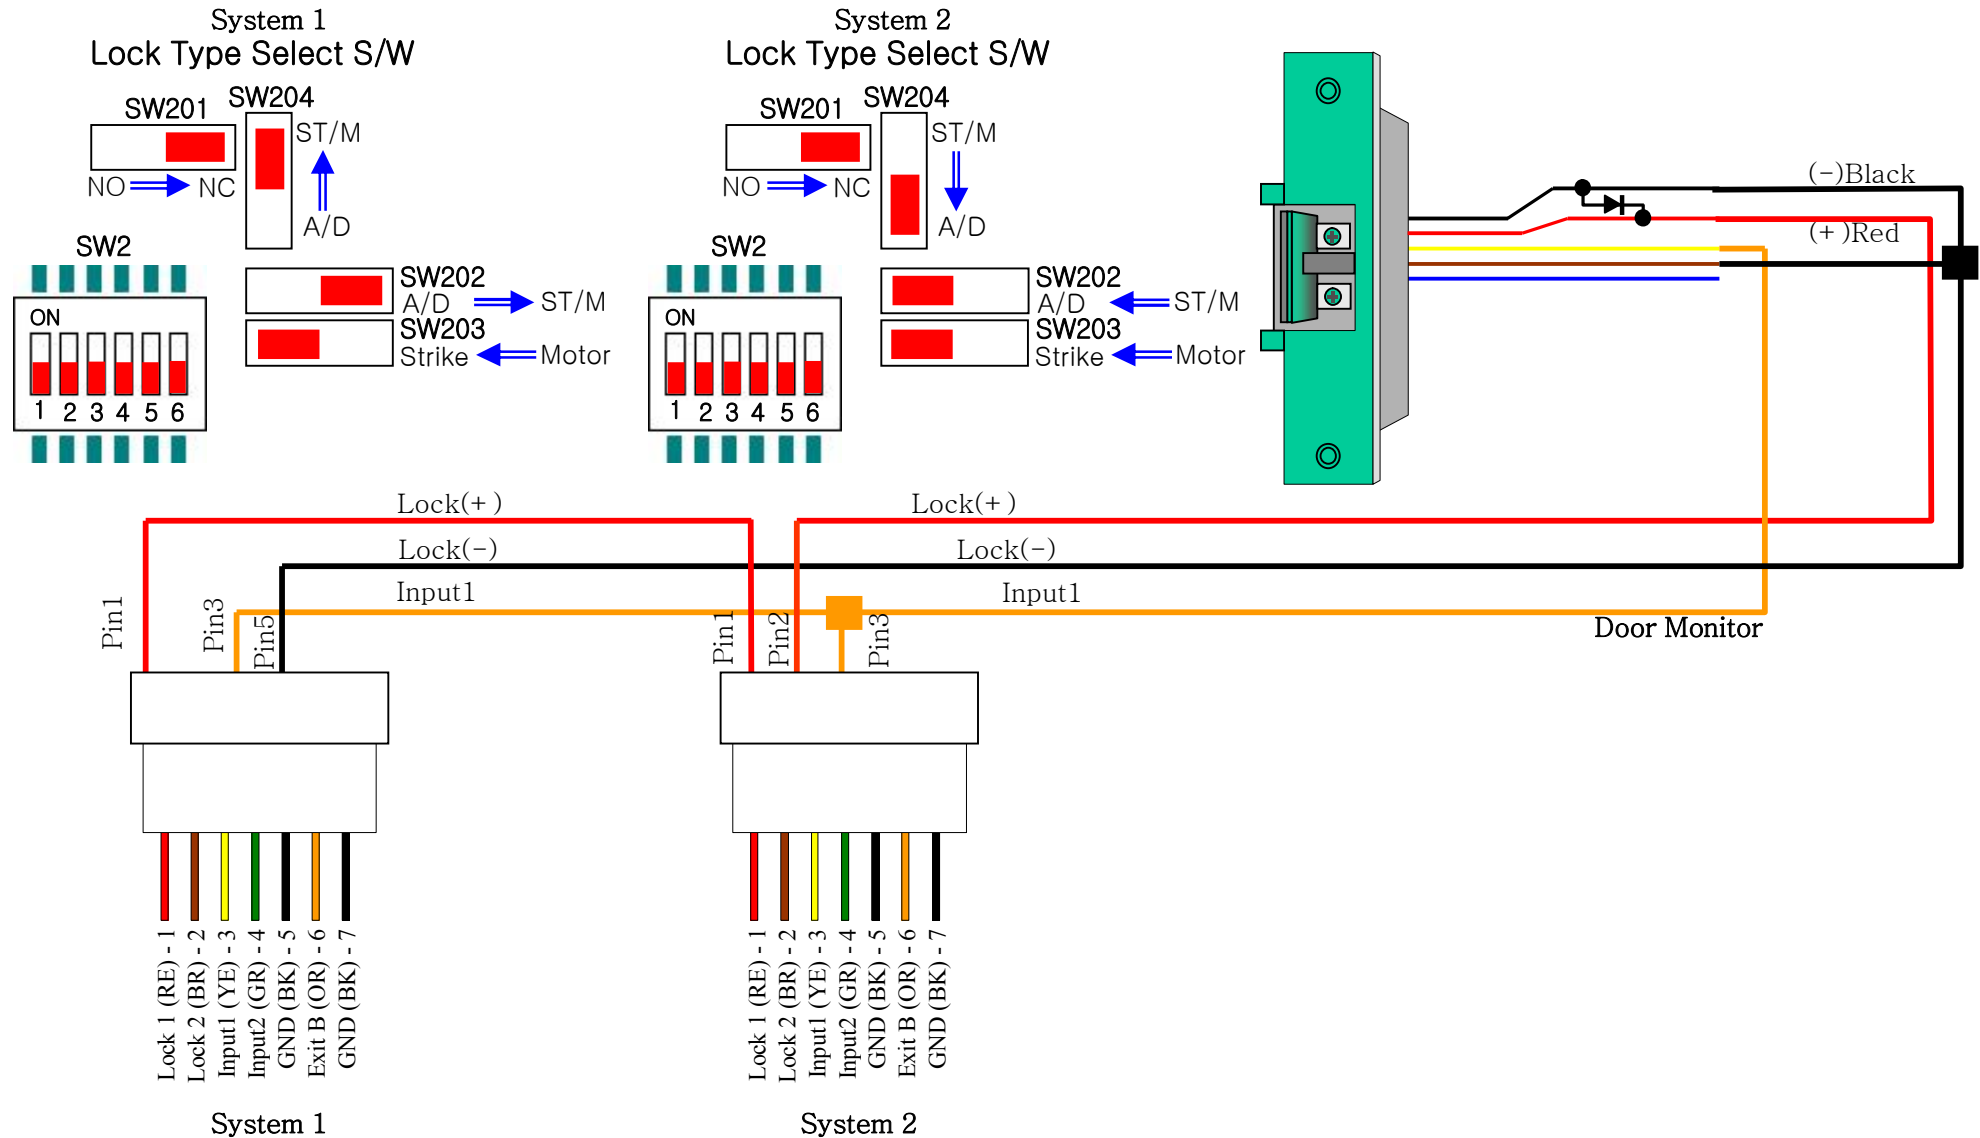 System 1
Lock Type Select S/W
SW201
SW204
ST/M
NO
NC
A/D
SW2
ON
1 2 3 4 5 6
SW202
A/D
ST/M
SW203
Strike
Motor
System 2
Lock Type Select S/W
SW201
SW204
ST/M
NO
NC
A/D
SW2
ON
1 2 3 4 5 6
SW202
A/D
ST/M
SW203
Strike
Motor
(-)Black
(+)Red
Lock(+)
Lock(+)
Lock(-)
Lock(-)
Input1
Input1
Door Monitor
Pin1
Pin3
Pin5
Pin1
Pin2
Pin3
Lock 1 (RE) - 1
Lock 2 (BR) - 2
Input1 (YE) - 3
Input2 (GR) - 4
GND (BK) - 5
Exit B (OR) - 6
GND (BK) - 7
System 1
Lock 1 (RE) - 1
Lock 2 (BR) - 2
Input1 (YE) - 3
Input2 (GR) - 4
GND (BK) - 5
Exit B (OR) - 6
GND (BK) - 7
System 2